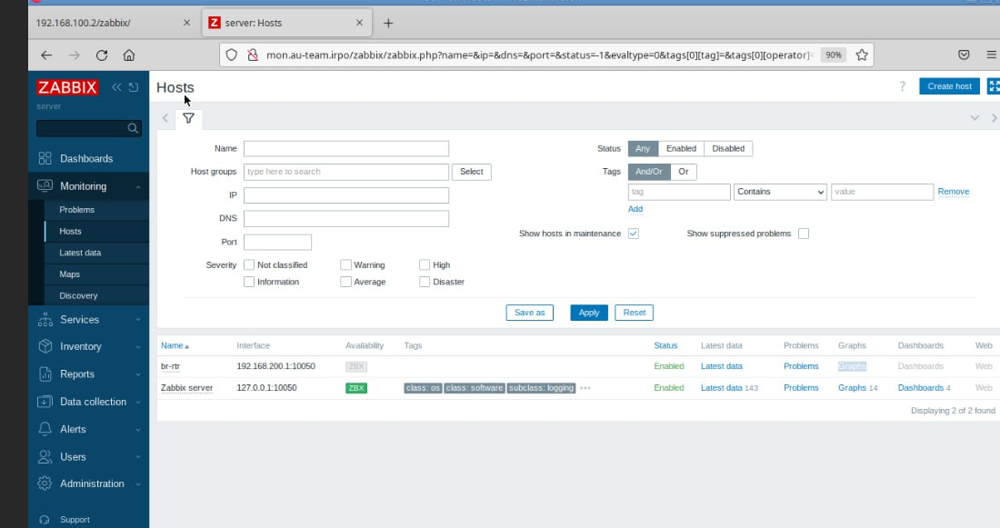 192.168.100.2/zabbix/ × Z server: Hosts × +
mon.au-team.irpo/zabbix/zabbix.php?name=&ip=&dns=&port=&status=-1&evaltype=0&tags[0][tag]=&tags[0][operator]= 90%
ZABBIX
server
Dashboards
Monitoring
Problems
Hosts
Latest data
Maps
Discovery
Services
Inventory
Reports
Data collection
Alerts
Users
Administration
Support
Hosts ? Create host
Name
Host groups type here to search Select
IP
DNS
Port
Severity Not classified Warning High
Information Average Disaster
Status Any Enabled Disabled
Tags And/Or Or
tag Contains value Remove
Add
Show hosts in maintenance Show suppressed problems
Save as Apply Reset
Name Interface Availability Tags Status Latest data Problems Graphs Dashboards Web
br-rtr 192.168.200.1:10050 ZBX Enabled Latest data Problems Graphs Dashboards Web
Zabbix server 127.0.0.1:10050 ZBX class: os class: software subclass: logging ••• Enabled Latest data 143 Problems Graphs 14 Dashboards 4 Web
Displaying 2 of 2 found